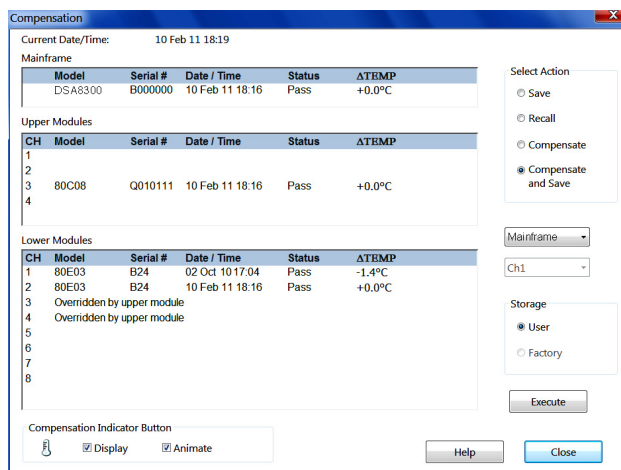 Compensation
Current Date/Time: 10 Feb 11 18:19
Mainframe
Model Serial # Date / Time Status ΔTEMP
DSA8300 B000000 10 Feb 11 18:16 Pass +0.0ºC
Upper Modules
CH Model Serial # Date / Time Status ΔTEMP
1
2
3 80C08 Q010111 10 Feb 11 18:16 Pass +0.0ºC
4
Lower Modules
CH Model Serial # Date / Time Status ΔTEMP
1 80E03 B24 02 Oct 10 17:04 Pass -1.4ºC
2 80E03 B24 10 Feb 11 18:16 Pass +0.0ºC
3 Overridden by upper module
4 Overridden by upper module
5
6
7
8
Compensation Indicator Button
Display Animate
Select Action
Save
Recall
Compensate
Compensate
and Save
Mainframe
Ch1
Storage
User
Factory
Execute
Help Close